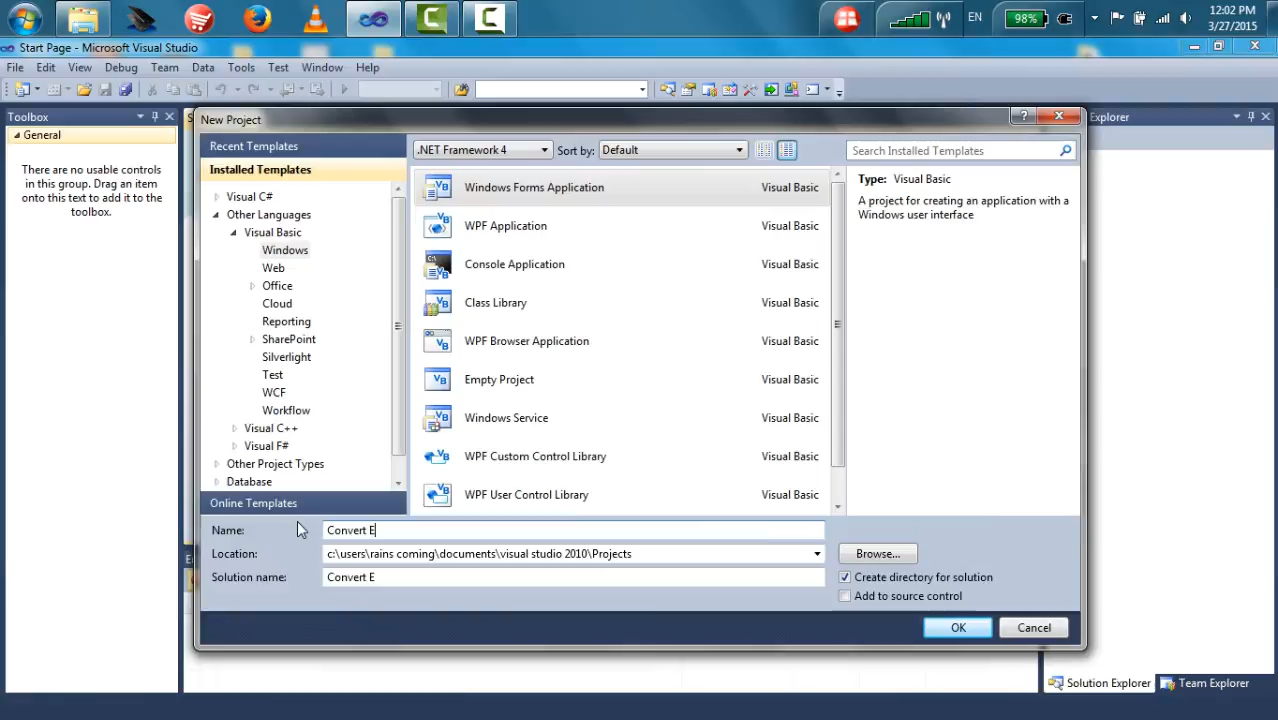 EN
98%
12:02 PM
3/27/2015
Start Page - Microsoft Visual Studio
File Edit View Debug Team Data Tools Test Window Help
Toolbox
General
There are no usable controls
in this group. Drag an item
onto this text to add it to the
toolbox.
New Project
Recent Templates
Installed Templates
Visual C#
Other Languages
Visual Basic
Windows
Web
Office
Cloud
Reporting
SharePoint
Silverlight
Test
WCF
Workflow
Visual C++
Visual F#
Other Project Types
Database
Online Templates
.NET Framework 4 Sort by: Default
Windows Forms Application Visual Basic
WPF Application Visual Basic
Console Application Visual Basic
Class Library Visual Basic
WPF Browser Application Visual Basic
Empty Project Visual Basic
Windows Service Visual Basic
WPF Custom Control Library Visual Basic
WPF User Control Library Visual Basic
Search Installed Templates
Type: Visual Basic
A project for creating an application with a
Windows user interface
Name: Convert E
Location: c:\users\rains coming\documents\visual studio 2010\Projects
Browse...
Solution name: Convert E
Create directory for solution
Add to source control
OK Cancel
Explorer
Solution Explorer Team Explorer